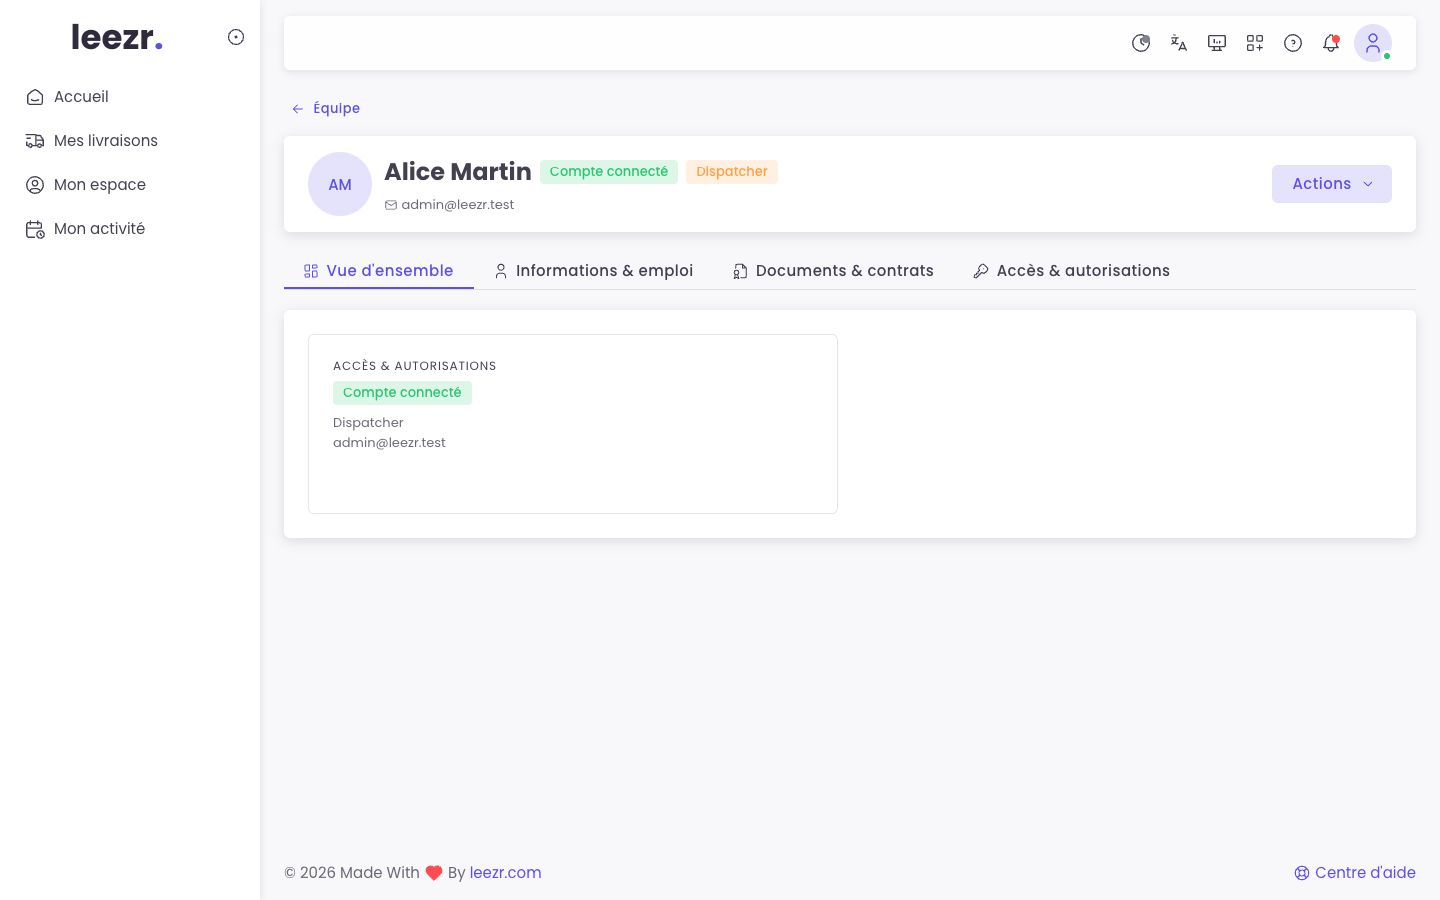 leezr.
Accueil
Mes livraisons
Mon espace
Mon activité
Équipe
AM
Alice Martin
Compte connecté
Dispatcher
admin@leezr.test
Actions
Vue d'ensemble
Informations & emploi
Documents & contrats
Accès & autorisations
ACCÈS & AUTORISATIONS
Compte connecté
Dispatcher
admin@leezr.test
© 2026 Made With ❤ By leezr.com
Centre d'aide